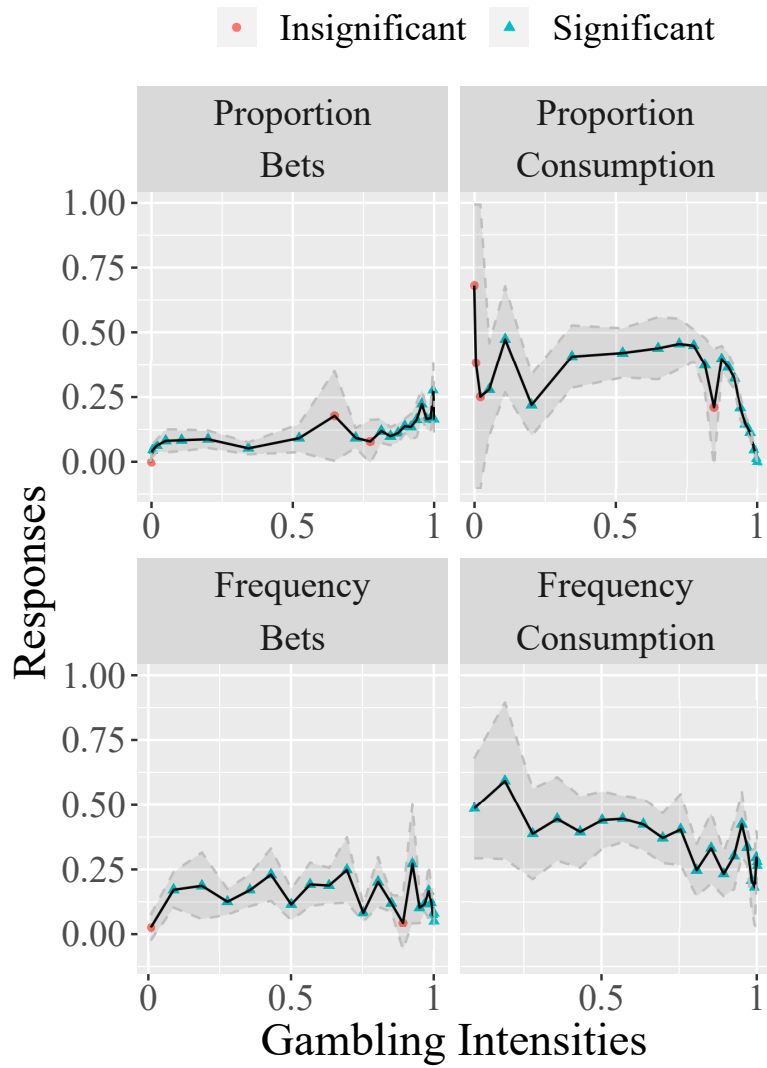 Insignificant Significant
Proportion
Bets
Proportion
Consumption
1.00
0.75
0.50
0.25
0.00
0 0.5 1
0 0.5 1
Responses
Frequency
Bets
Frequency
Consumption
1.00
0.75
0.50
0.25
0.00
0 0.5 1
0.5 1
Gambling Intensities